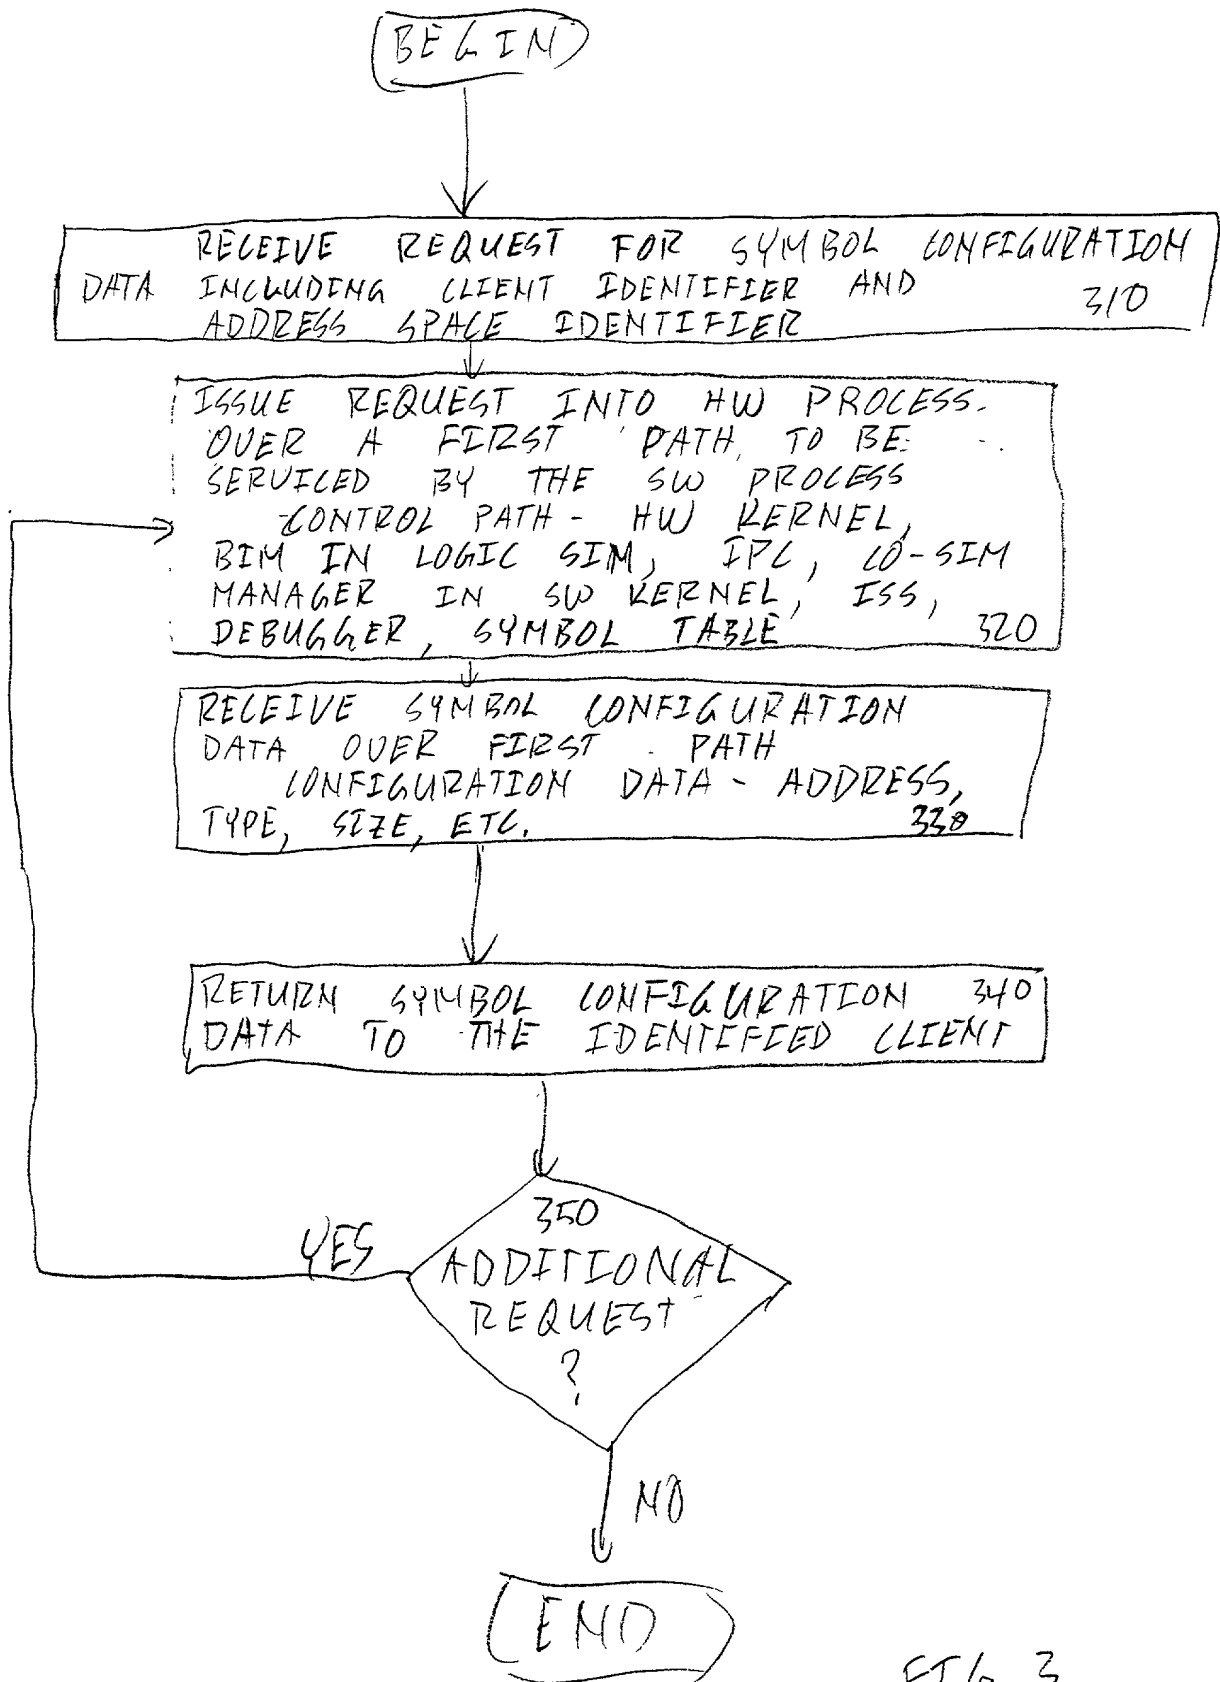 BEGIN
RECEIVE REQUEST FOR SYMBOL CONFIGURATION
DATA INCLUDING CLIENT IDENTIFIER AND 310
ADDRESS SPACE IDENTIFIER
ISSUE REQUEST INTO HW PROCESS
OVER A FIRST PATH, TO BE
SERVICED BY THE SW PROCESS
CONTROL PATH - HW KERNEL,
BIM IN LOGIC SIM, IPC, CO-SIM
MANAGER IN SW KERNEL, ISS,
DEBUGGER, SYMBOL TABLE 320
RECEIVE SYMBOL CONFIGURATION
DATA OVER FIRST PATH
CONFIGURATION DATA - ADDRESS,
TYPE, SIZE, ETC. 330
RETURN SYMBOL CONFIGURATION 340
DATA TO THE IDENTIFIED CLIENT
350
YES ADDITIONAL
REQUEST
?
NO
END
FIG 3